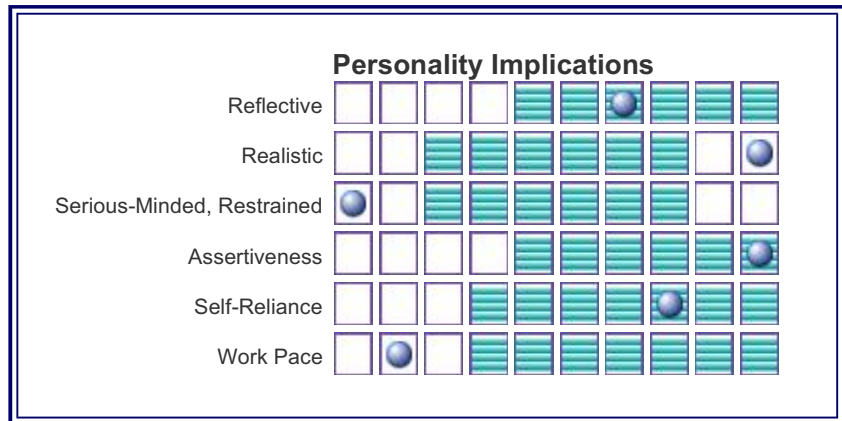 Personality Implications
Reflective
Realistic
Serious-Minded, Restrained
Assertiveness
Self-Reliance
Work Pace